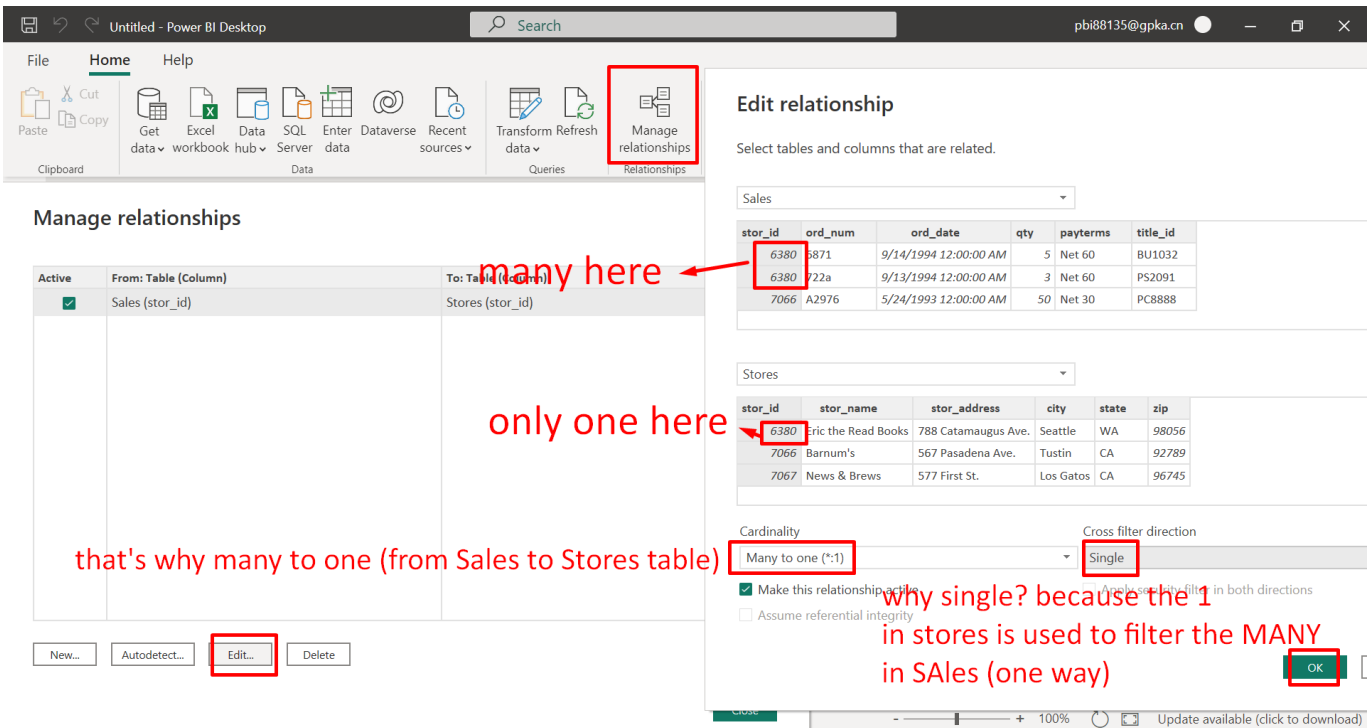 Untitled - Power BI Desktop
Search
pbi88135@gpka.cn
File Home Help
Paste
Cut
Copy
Clipboard
Get data
Excel workbook
Data hub
SQL Server
Enter data
Dataverse
Recent sources
Data
Transform data
Refresh
Queries
Manage relationships
Relationships
Manage relationships
Active From: Table (Column) To: Table (Column)
Sales (stor_id) Stores (stor_id)
many here
only one here
that's why many to one (from Sales to Stores table)
New... Autodetect... Edit... Delete
Edit relationship
Select tables and columns that are related.
Sales
stor_id ord_num ord_date qty payterms title_id
6380 6871 9/14/1994 12:00:00 AM 5 Net 60 BU1032
6380 722a 9/13/1994 12:00:00 AM 3 Net 60 PS2091
7066 A2976 5/24/1993 12:00:00 AM 50 Net 30 PC8888
Stores
stor_id stor_name stor_address city state zip
6380 Eric the Read Books 788 Catamaugus Ave. Seattle WA 98056
7066 Barnum's 567 Pasadena Ave. Tustin CA 92789
7067 News & Brews 577 First St. Los Gatos CA 96745
Cardinality
Many to one (*:1)
Cross filter direction
Single
Make this relationship active
Apply security filter in both directions
Assume referential integrity
why single? because the 1
in stores is used to filter the MANY
in SAles (one way)
OK
Close
- + 100% Update available (click to download)